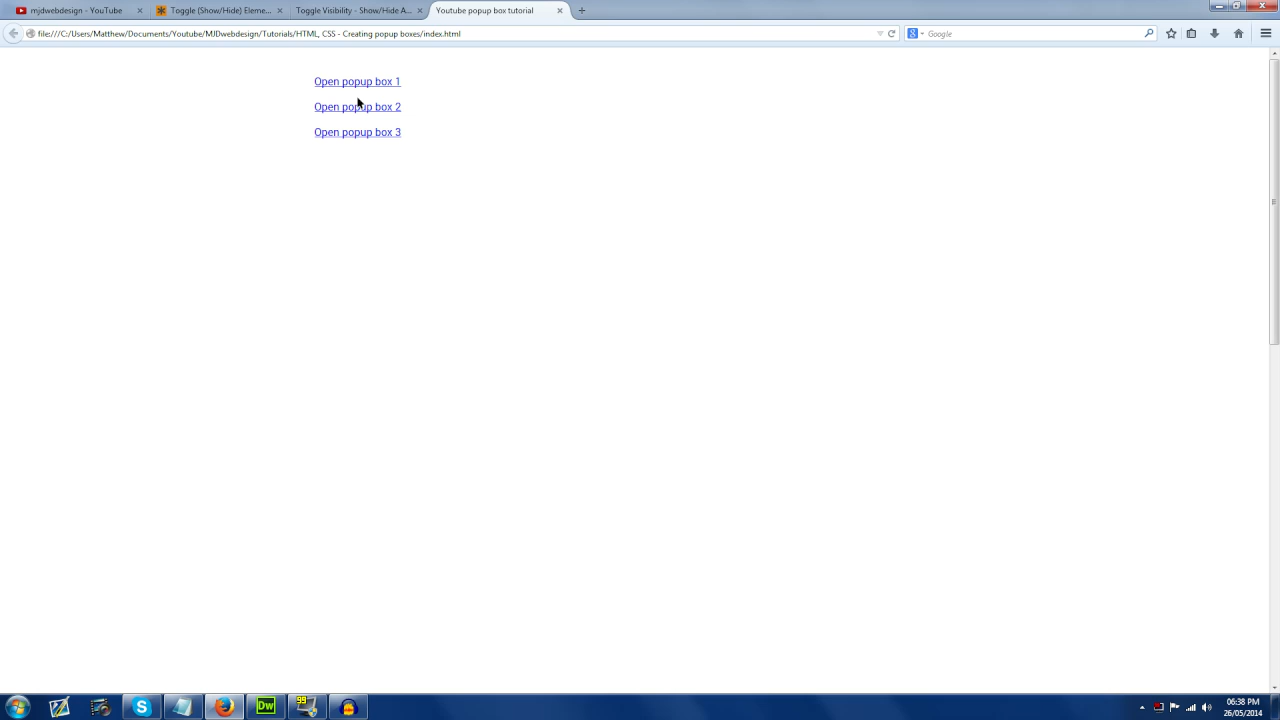 mjdwebdesign - YouTube
Toggle (Show/Hide) Eleme...
Toggle Visibility - Show/Hide A...
Youtube popup box tutorial
file:///C:/Users/Matthew/Documents/Youtube/MJDwebdesign/Tutorials/HTML, CSS - Creating popup boxes/index.html
Google
Open popup box 1
Open popup box 2
Open popup box 3
Dw
99
06:38 PM
26/05/2014